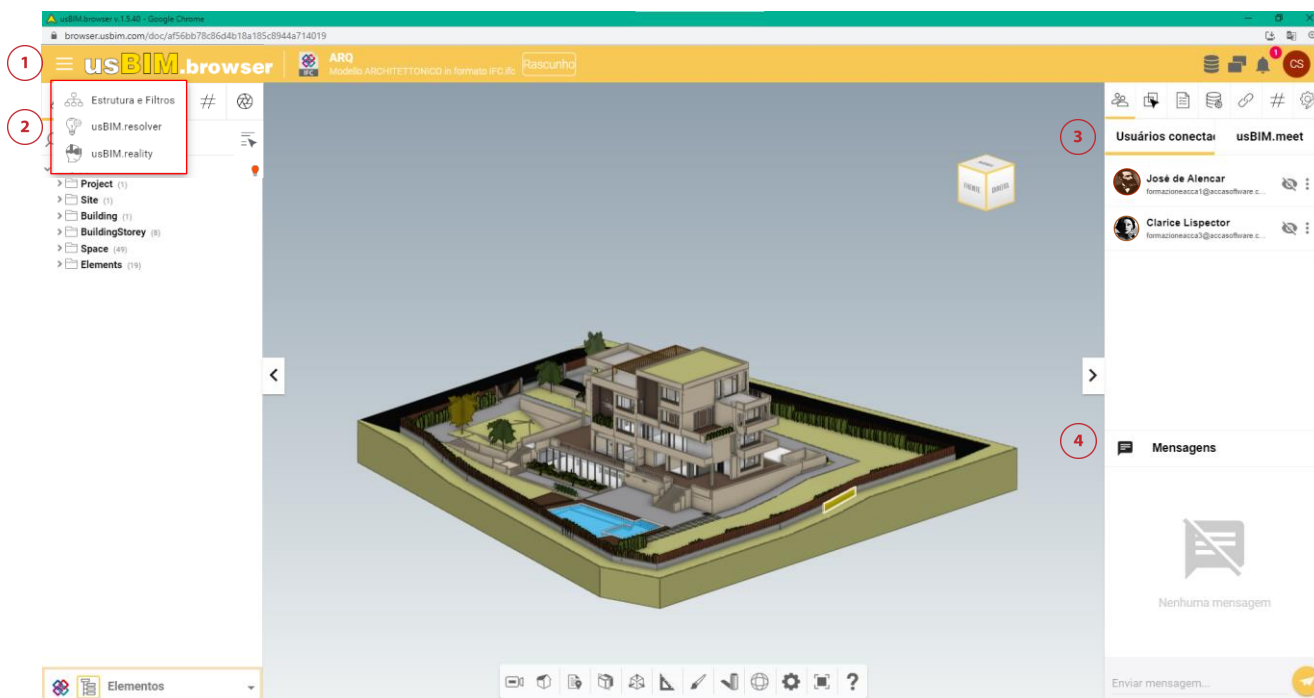 usBIM.browser v.1.5.40 - Google Chrome
browser.usbim.com/doc/af56bb78c86d4b18a185c8944a714019
1
usBIM.browser
IFC
ARQ
Modello ARCHITETTONICO in formato IFC.ifc
Rascunho
1
CS
Estrutura e Filtros
#
2
usBIM.resolver
usBIM.reality
Project (1)
Site (1)
Building (1)
BuildingStorey (8)
Space (49)
Elements (19)
FRENTE
DIREITA
#
3
Usuários conectad
usBIM.meet
José de Alencar
formazioneacca1@accasoftware.c...
Clarice Lispector
formazioneacca3@accasoftware.c...
4
Mensagens
Nenhuma mensagem
Elementos
?
Enviar mensagem...